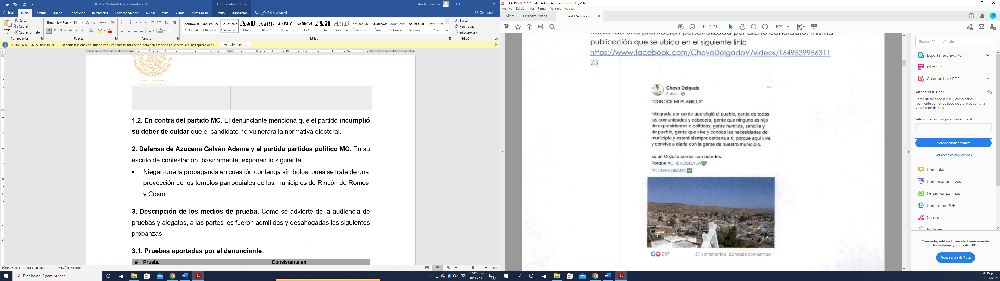 TEEA-PES-049-2021 para consulta - Word
Herramientas de tabla
Auxiliar Juridico
Archivo Inicio Insertar Diseño Disposición Referencias Correspondencia Revisar Vista Ayuda Nitro Pro 10 Diseño Disposición ¿Qué desea hacer? Compartir
Pegar
Cortar
Copiar
Copiar formato
Portapapeles
Times New Rom 10
N K S abc x₂ x²
Fuente
Párrafo
AaBbCcDc AaBbCcL AaBbCcDc AaB AaBb AaBbC AaBbCcI Aa AaB AaBbCcDd AaBbCcDd AaBbCcDd AaBbCcDd AaBbCcDc
¶ Normal ¶ PONEN... ¶ Sin espa... Título 1 Título 2 Título 3 Título 4 Título Subtítulo Énfasis sutil Énfasis Énfasis int... Texto en n... Cita
Estilos
Buscar
Reemplazar
Seleccionar
Edición
ACTUALIZACIONES DISPONIBLES Las actualizaciones de Office están listas para la instalación, pero antes tenemos que cerrar algunas aplicaciones. Actualizar ahora
TRIBUNAL ELECTORAL
DEL ESTADO DE AGUASCALIENTES
1.2. En contra del partido MC. El denunciante menciona que el partido incumplió
su deber de cuidar que el candidato no vulnerara la normativa electoral.
2. Defensa de Azucena Galván Adame y el partido partidos político MC. En su
escrito de contestación, básicamente, exponen lo siguiente:
• Niegan que la propaganda en cuestión contenga símbolos, pues se trata de una
proyección de los templos parroquiales de los municipios de Rincón de Romos
y Cosío.
3. Descripción de los medios de prueba. Como se advierte de la audiencia de
pruebas y alegatos, a las partes les fueron admitidas y desahogadas las siguientes
probanzas:
3.1. Pruebas aportadas por el denunciante:
# Prueba Consistente en
Página 5 de 11 3615 palabras Español (México) 155%
Escribe aquí para buscar
ESP
07:02 p. m.
10/06/2021
TEEA-PES-067-2021.pdf - Adobe Acrobat Reader DC (32-bit)
Archivo Edición Ver Firmar Ventana Ayuda
Inicio Herramientas TEEA-PES-067-202...
14 / 124 150%
haciendo una promoción personalizada por dicho candidato, misma
publicación que se ubica en el siguiente link:
https://www.facebook.com/ChevoDelgadoV/videos/1649539956311
23
Chevo Delgado
6 días
"CONOCE MI PLANILLA"
Integrada por gente que eligió el pueblo, gente de todas
las comunidades y cabecera, gente que ninguno es hijo
de expresidentes o políticos, gente humilde, sencilla y
de pueblo, gente que vive y conoce las necesidades del
municipio y estará siempre cercana a ti; porque aquí vive
y convive a diario con la gente de nuestro municipio.
Es un Orgullo contar con ustedes.
Porque #CHEVOSIJALA💚
#COMPROBADO✅
267 27 comentarios 82 veces compartido
Buscar 'Añadir vínculo'
Exportar archivo PDF
Editar PDF
Crear archivo PDF
Adobe PDF Pack
Convertir archivos a PDF y combinarlos
fácilmente con otros tipos de archivos con una
suscripción de pago
Seleccionar archivo para convertir a PDF
Seleccionar archivo
Ver archivos convertidos
Comentar
Combinar archivos
Organizar páginas
Comprimir PDF
Censurar
Proteger
Convierte, edita y firma electrónicamente
formularios y contratos PDF
Prueba gratis de 7 días
07:02 p. m.
10/06/2021